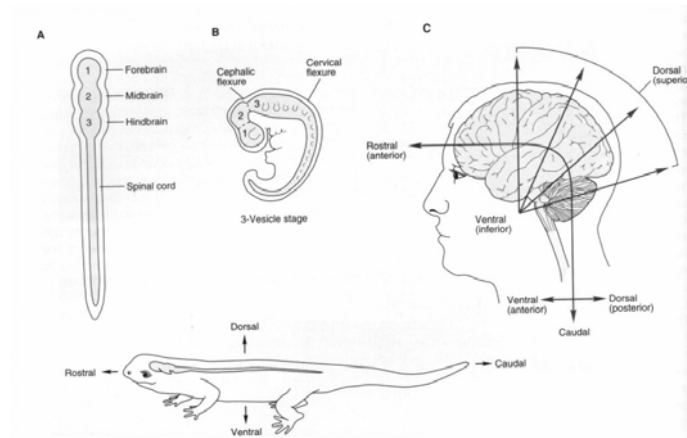 A
1
2
3
Forebrain
Midbrain
Hindbrain
Spinal cord
B
Cephalic
flexure
Cervical
flexure
3
2
1
3-Vesicle stage
C
Dorsal
(superio
Rostral
(anterior)
Ventral
(inferior)
Ventral
(anterior)
Dorsal
(posterior)
Caudal
Dorsal
Rostral
Caudal
Ventral